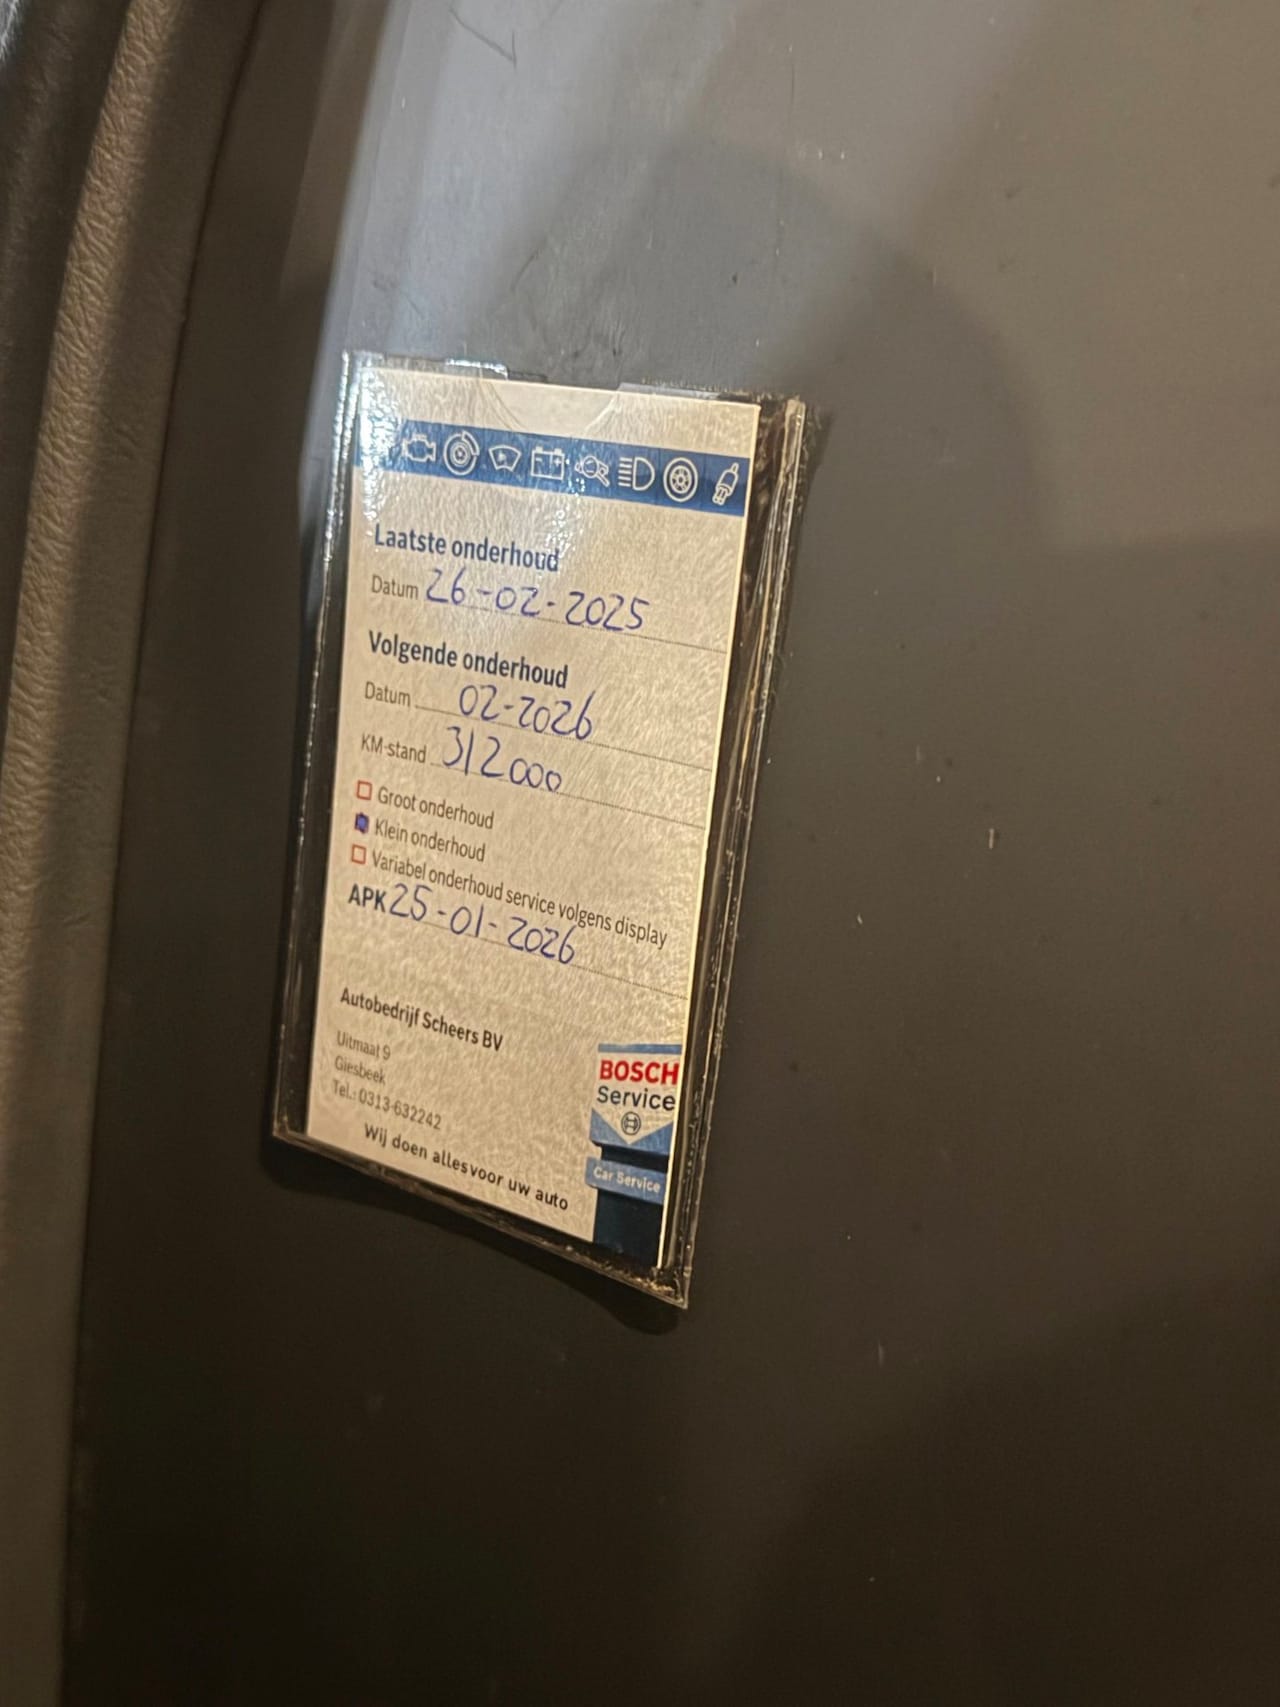 Laatste onderhoud
Datum 26-02-2025
Volgende onderhoud
Datum 02-2026
KM-stand 312000
Groot onderhoud
Klein onderhoud
Variabel onderhoud service volgens display
APK 25-01-2026
Autobedrijf Scheers BV
Uitmaat 9
Giesbeek
Tel.: 0313-632242
Wij doen alles voor uw auto
BOSCH
Service
Car Service